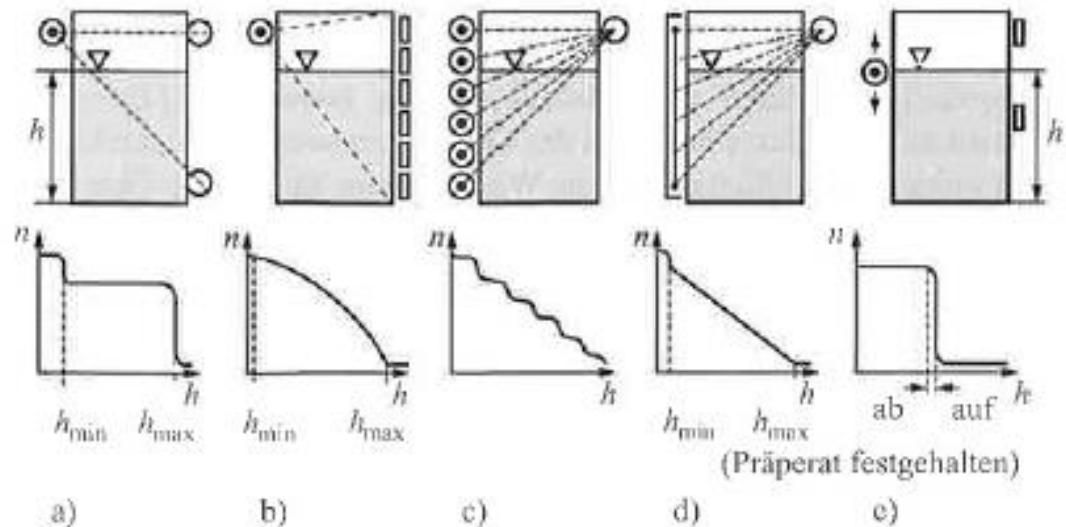 h
h
n
n
n
n
n
h
h
h
h
h
ab
auf
h_min
h_max
h_min
h_max
h_min
h_max
(Präperat festgehalten)
a)
b)
c)
d)
e)